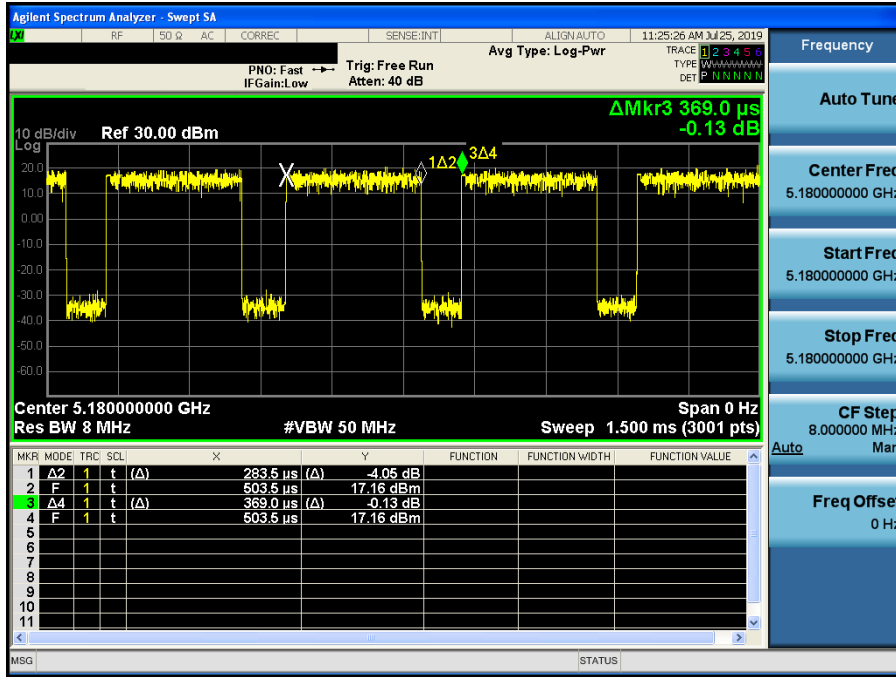 Agilent Spectrum Analyzer - Swept SA
LXI RF 50 Ω AC CORREC SENSE:INT ALIGN AUTO 11:25:26 AM Jul 25, 2019
Avg Type: Log-Pwr TRACE 1 2 3 4 5 6
PNO: Fast Trig: Free Run TYPE
IFGain:Low Atten: 40 dB DET P N N N N N
Frequency
ΔMkr3 369.0 µs
-0.13 dB
10 dB/div Ref 30.00 dBm
Log
20.0
10.0
0.00
-10.0
-20.0
-30.0
-40.0
-50.0
-60.0
1Δ2 3Δ4
Center 5.180000000 GHz Span 0 Hz
Res BW 8 MHz #VBW 50 MHz Sweep 1.500 ms (3001 pts)
MKR MODE TRC SCL X Y FUNCTION FUNCTION WIDTH FUNCTION VALUE
1 Δ2 1 t (Δ) 283.5 µs (Δ) -4.05 dB
2 F 1 t 503.5 µs 17.16 dBm
3 Δ4 1 t (Δ) 369.0 µs (Δ) -0.13 dB
4 F 1 t 503.5 µs 17.16 dBm
5
6
7
8
9
10
11
MSG STATUS
Auto Tune
Center Freq
5.180000000 GHz
Start Freq
5.180000000 GHz
Stop Freq
5.180000000 GHz
CF Step
8.000000 MHz
Auto Man
Freq Offset
0 Hz